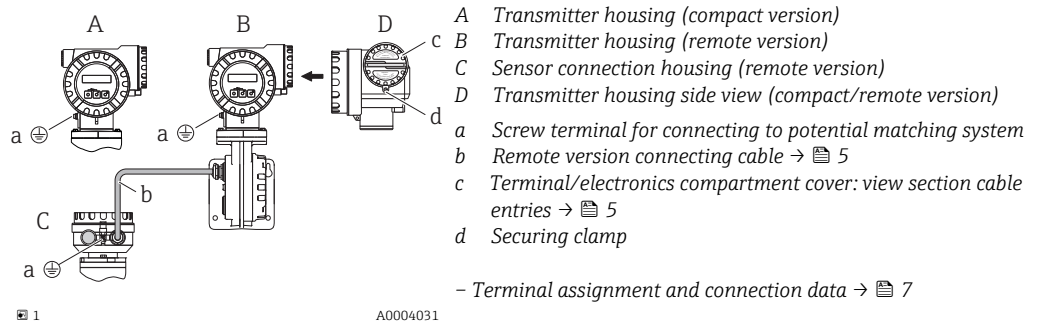 A
B
D
c
d
a
a
b
C
a
1
A0004031
A Transmitter housing (compact version)
B Transmitter housing (remote version)
C Sensor connection housing (remote version)
D Transmitter housing side view (compact/remote version)
a Screw terminal for connecting to potential matching system
b Remote version connecting cable → 5
c Terminal/electronics compartment cover: view section cable
entries → 5
d Securing clamp
– Terminal assignment and connection data → 7